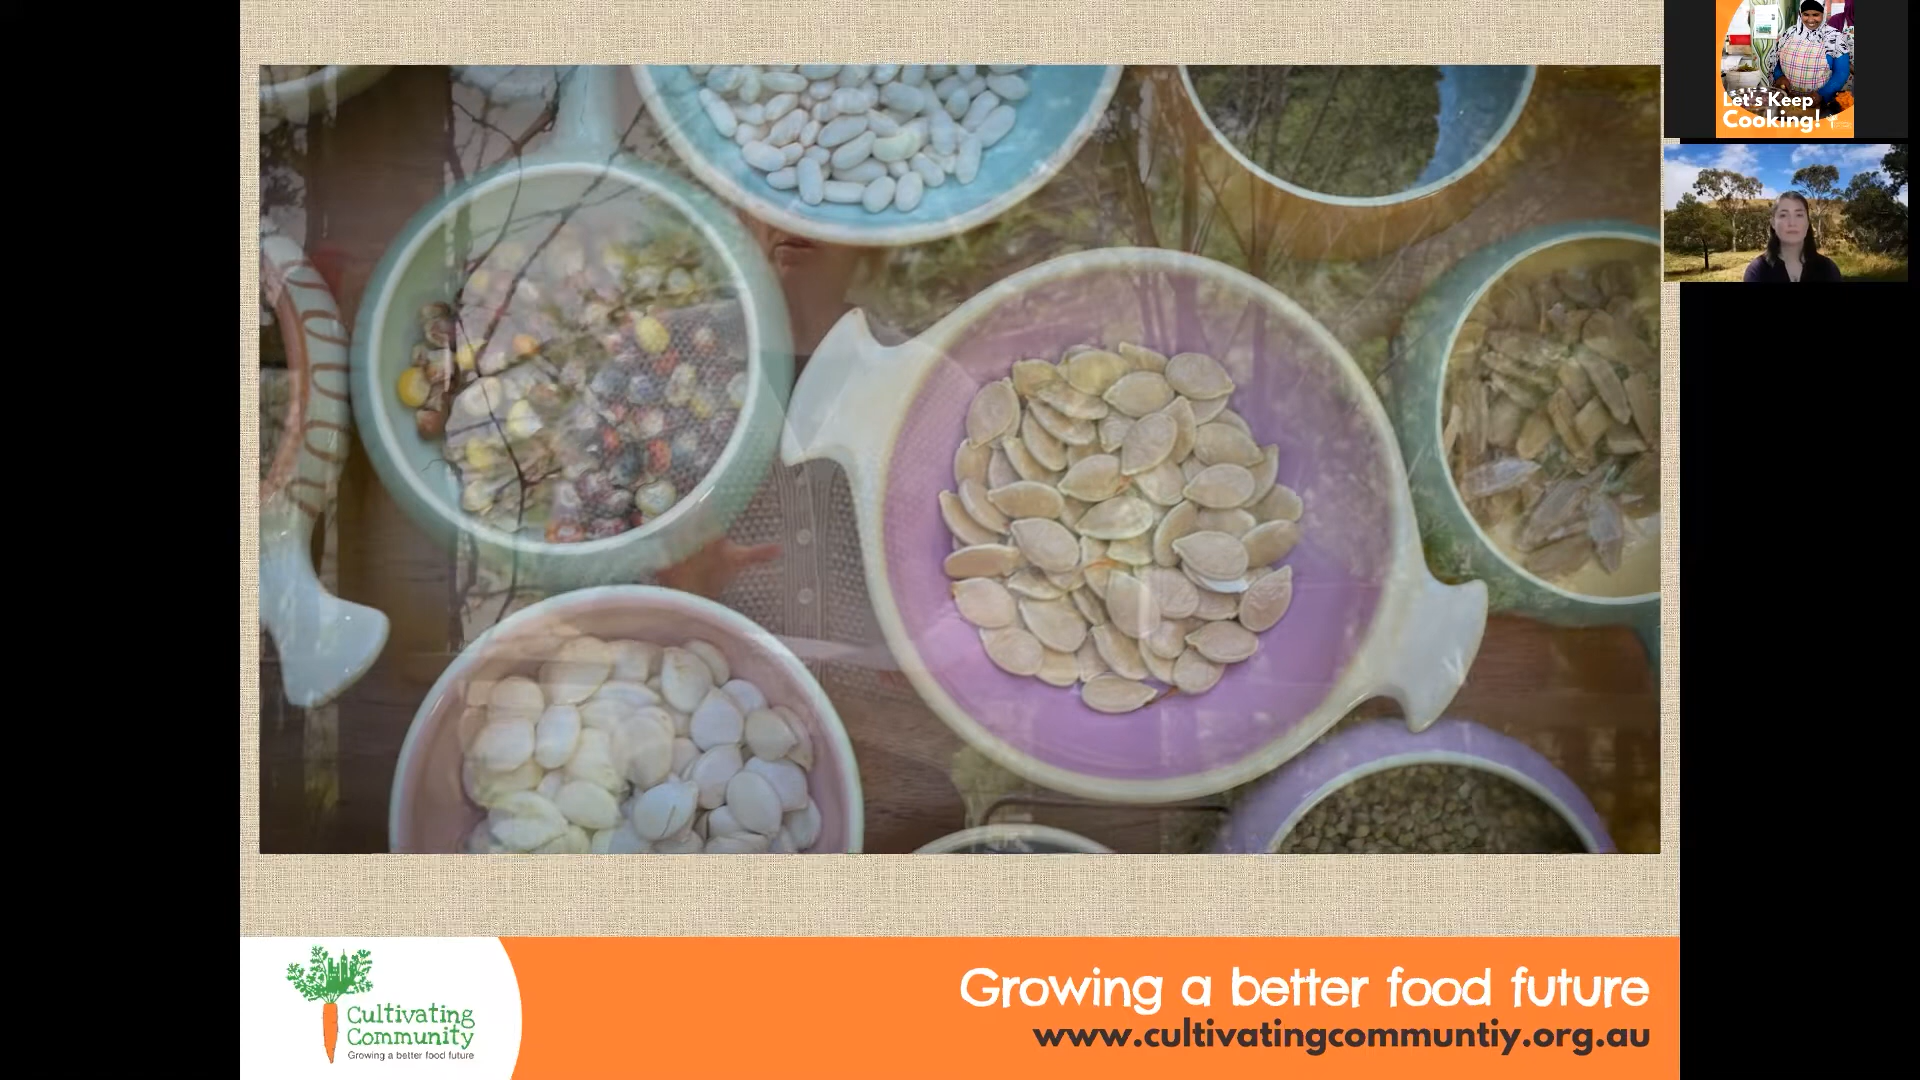 Let's Keep
Cooking!
Growing a better food future
www.cultivatingcommuntiy.org.au
Cultivating
Community
Growing a better food future